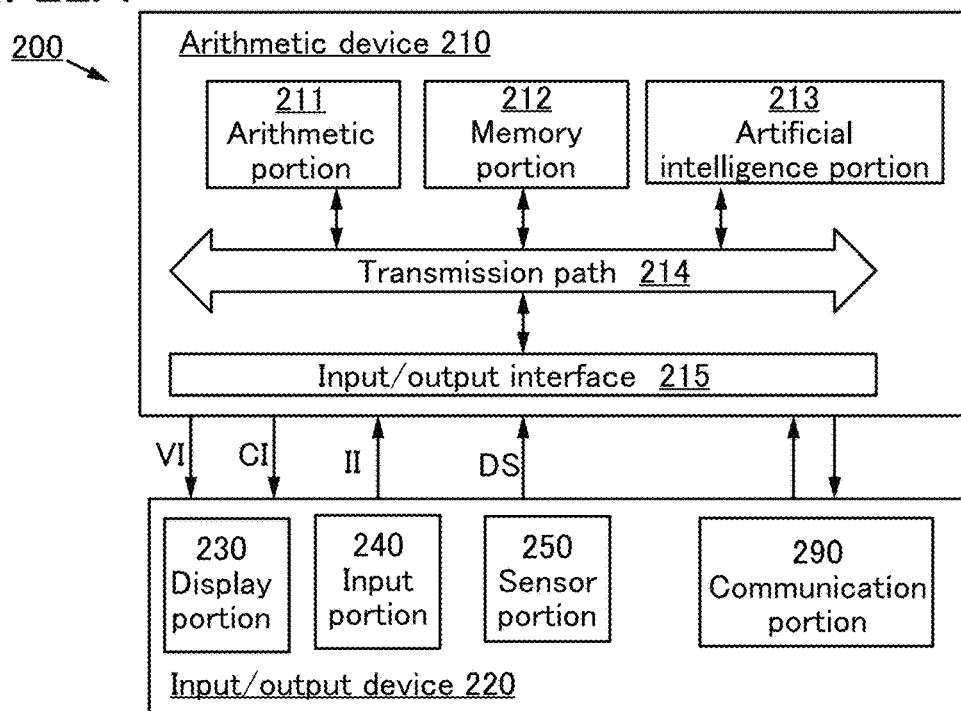 200
Arithmetic device 210
211
Arithmetic
portion
212
Memory
portion
213
Artificial
intelligence portion
Transmission path 214
Input/output interface 215
VI
CI
II
DS
230
Display
portion
240
Input
portion
250
Sensor
portion
290
Communication
portion
Input/output device 220